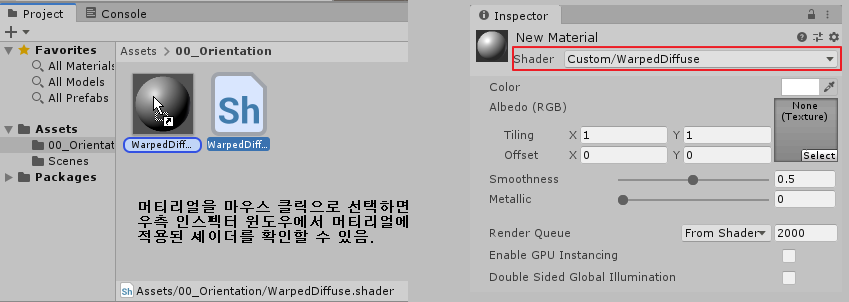 Project
Console
Favorites
All Materials
All Models
All Prefabs
Assets
00_Orientat
Scenes
Packages
Assets > 00_Orientation
Sh
WarpedDiff...
WarpedDiff...
머티리얼을 마우스 클릭으로 선택하면
우측 인스펙터 윈도우에서 머티리얼에
적용된 셰이더를 확인할 수 있음.
Sh Assets/00_Orientation/WarpedDiffuse.shader
Inspector
New Material
Shader Custom/WarpedDiffuse
Color
Albedo (RGB)
None
(Texture)
Select
Tiling X 1 Y 1
Offset X 0 Y 0
Smoothness 0.5
Metallic 0
Render Queue From Shader 2000
Enable GPU Instancing
Double Sided Global Illumination